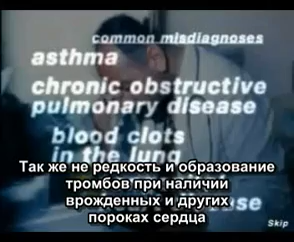 common misdiagnoses
asthma
chronic obstructive
pulmonary disease
blood clots
in the lung
Так же не редкость и образование
тромбов при наличии
врожденных и других
пороках сердца
Skip